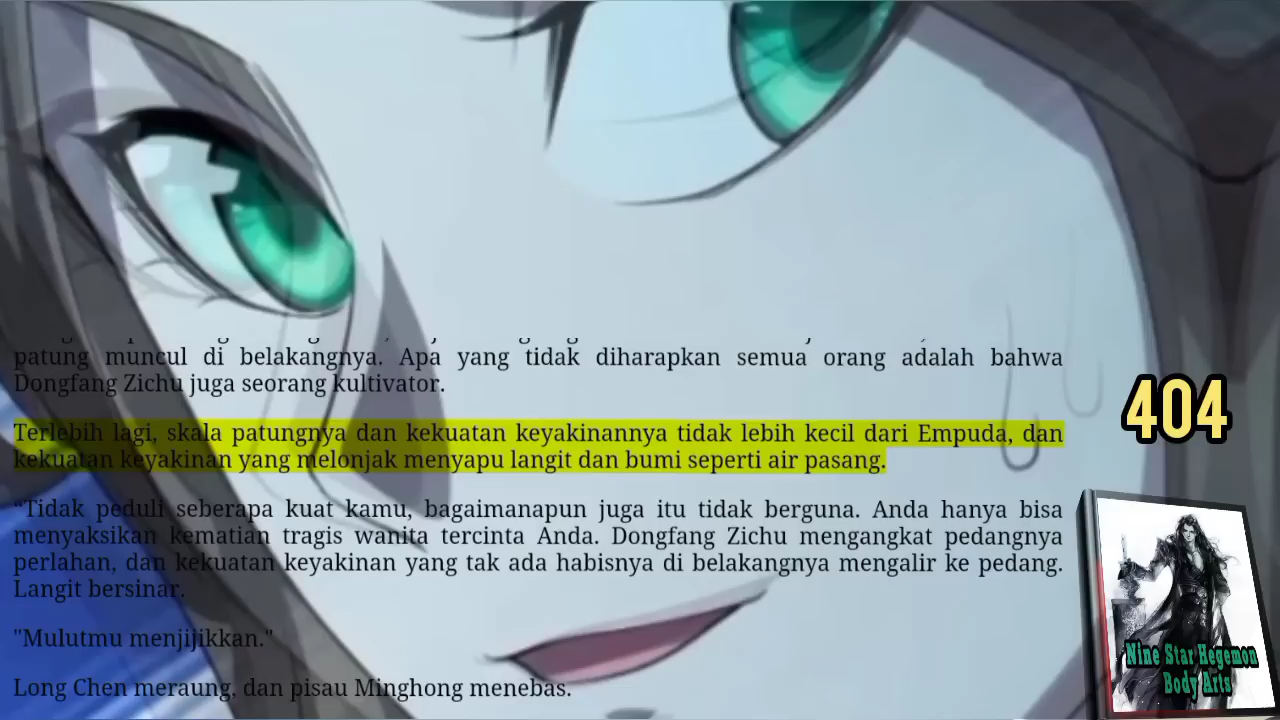 patung muncul di belakangnya. Apa yang tidak diharapkan semua orang adalah bahwa
Dongfang Zichu juga seorang kultivator.
Terlebih lagi, skala patungnya dan kekuatan keyakinannya tidak lebih kecil dari Empuda, dan
kekuatan keyakinan yang melonjak menyapu langit dan bumi seperti air pasang.
"Tidak peduli seberapa kuat kamu, bagaimanapun juga itu tidak berguna. Anda hanya bisa
menyaksikan kematian tragis wanita tercinta Anda. Dongfang Zichu mengangkat pedangnya
perlahan, dan kekuatan keyakinan yang tak ada habisnya di belakangnya mengalir ke pedang.
Langit bersinar.
"Mulutmu menjijikkan."
Long Chen meraung, dan pisau Minghong menebas.
404
Nine Star Hegemon
Body Arts